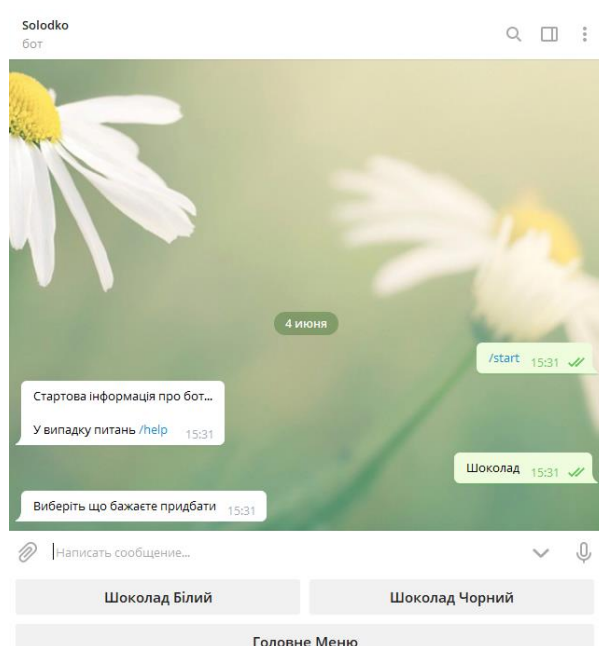 Solodko
бот
4 июня
/start 15:31
Стартова інформація про бот...
У випадку питань /help 15:31
Шоколад 15:31
Виберіть що бажаєте придбати 15:31
Написать сообщение...
Шоколад Білий
Шоколад Чорний
Головне Меню